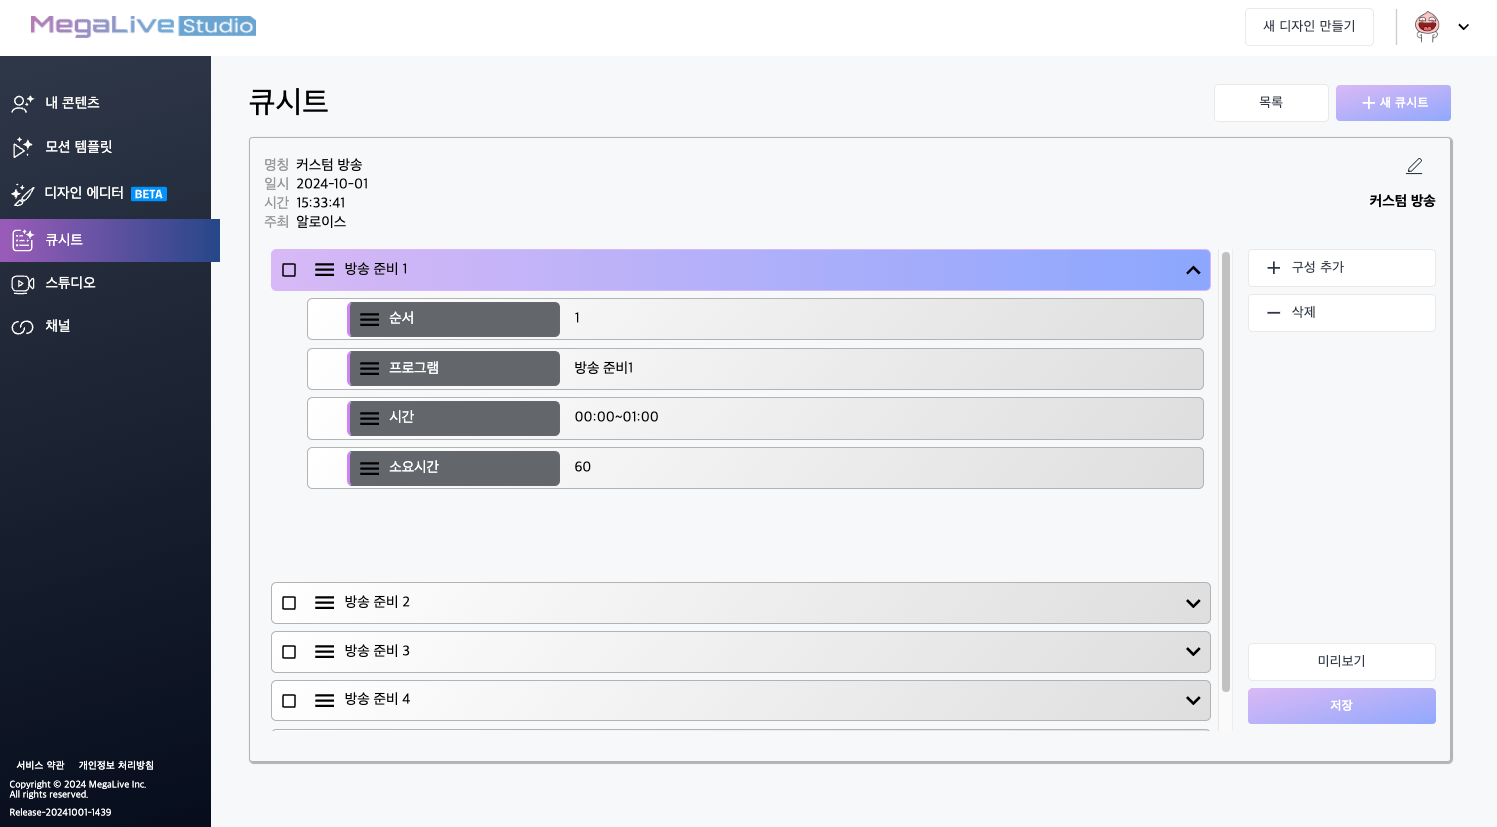 MegaLive Studio
새 디자인 만들기
내 콘텐츠
모션 템플릿
디자인 에디터 BETA
큐시트
스튜디오
채널
서비스 약관 개인정보 처리방침
Copyright © 2024 MegaLive Inc.
All rights reserved.
Release-20241001-1439
큐시트
목록
새 큐시트
명칭 커스텀 방송
일시 2024-10-01
시간 15:33:41
주최 알로이스
커스텀 방송
방송 준비 1
순서 1
프로그램 방송 준비1
시간 00:00~01:00
소요시간 60
방송 준비 2
방송 준비 3
방송 준비 4
구성 추가
삭제
미리보기
저장